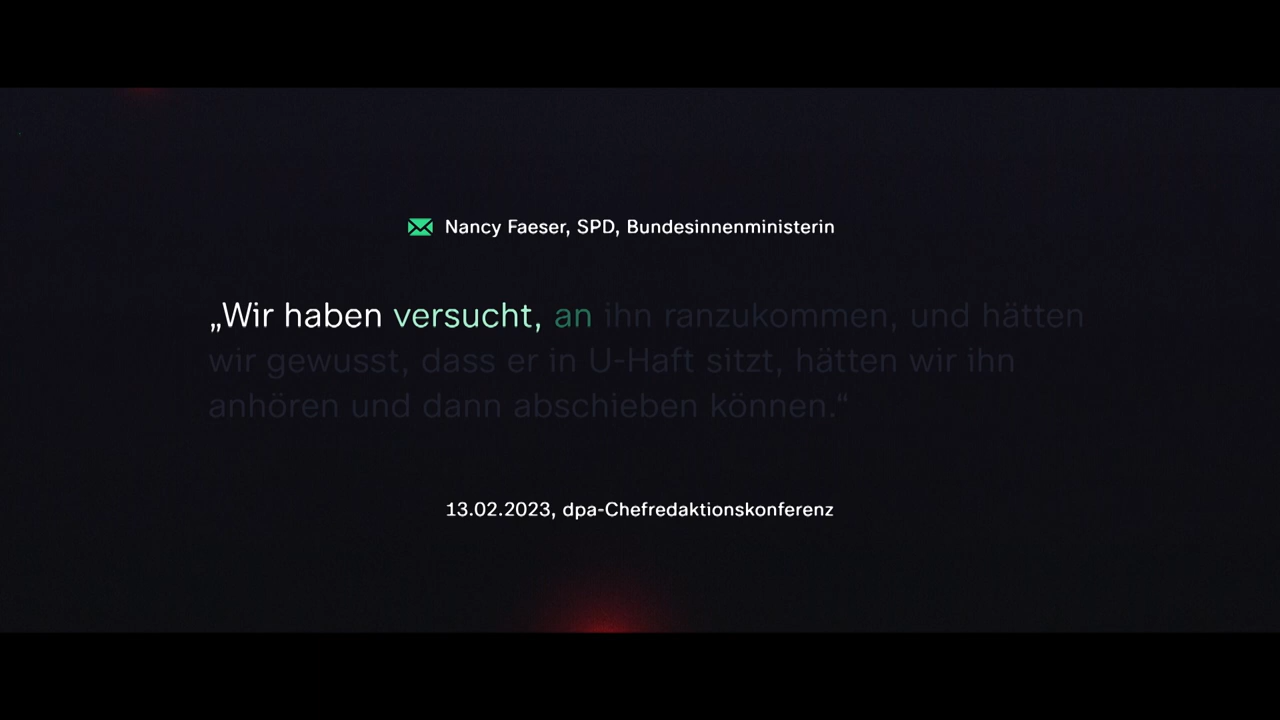 Nancy Faeser, SPD, Bundesinnenministerin
„Wir haben versucht, an ihn ranzukommen, und hätten
wir gewusst, dass er in U-Haft sitzt, hätten wir ihn
anhören und dann abschieben können.“
13.02.2023, dpa-Chefredaktionskonferenz